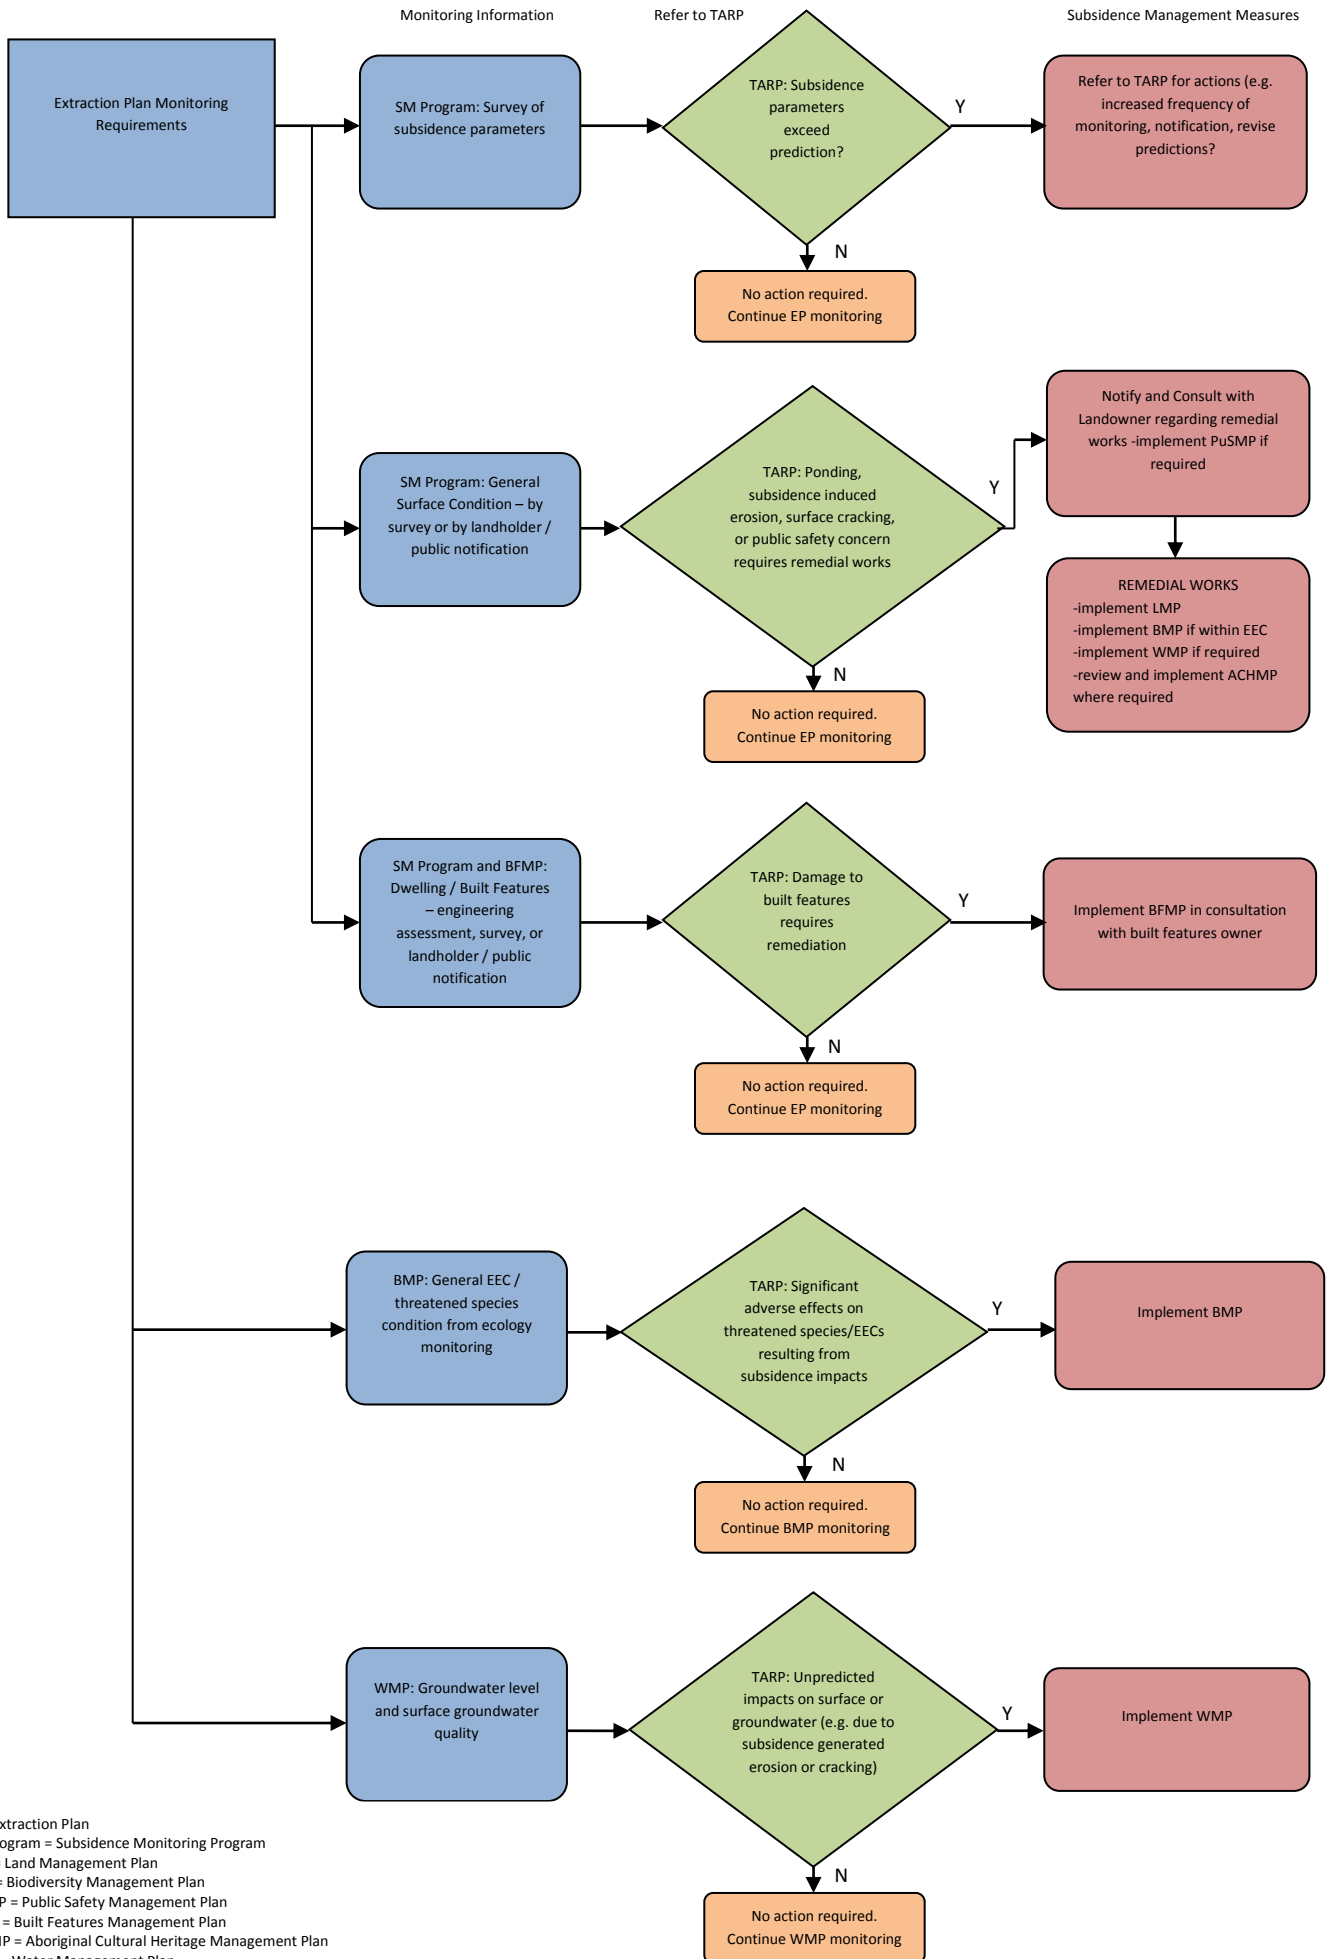 Monitoring Information
Refer to TARP
Subsidence Management Measures
Extraction Plan Monitoring
Requirements
SM Program: Survey of
subsidence parameters
TARP: Subsidence
parameters
exceed
prediction?
Y
Refer to TARP for actions (e.g.
increased frequency of
monitoring, notification, revise
predictions?
N
No action required.
Continue EP monitoring
SM Program: General
Surface Condition – by
survey or by landholder /
public notification
TARP: Ponding,
subsidence induced
erosion, surface cracking,
or public safety concern
requires remedial works
Y
Notify and Consult with
Landowner regarding remedial
works -implement PuSMP if
required
REMEDIAL WORKS
-implement LMP
-implement BMP if within EEC
-implement WMP if required
-review and implement ACHMP
where required
N
No action required.
Continue EP monitoring
SM Program and BFMP:
Dwelling / Built Features
– engineering
assessment, survey, or
landholder / public
notification
TARP: Damage to
built features
requires
remediation
Y
Implement BFMP in consultation
with built features owner
N
No action required.
Continue EP monitoring
BMP: General EEC /
threatened species
condition from ecology
monitoring
TARP: Significant
adverse effects on
threatened species/EECs
resulting from
subsidence impacts
Y
Implement BMP
N
No action required.
Continue BMP monitoring
WMP: Groundwater level
and surface groundwater
quality
TARP: Unpredicted
impacts on surface or
groundwater (e.g. due to
subsidence generated
erosion or cracking)
Y
Implement WMP
N
No action required.
Continue WMP monitoring
xtraction Plan
ogram = Subsidence Monitoring Program
= Land Management Plan
= Biodiversity Management Plan
P = Public Safety Management Plan
= Built Features Management Plan
MP = Aboriginal Cultural Heritage Management Plan
= Water Management Plan